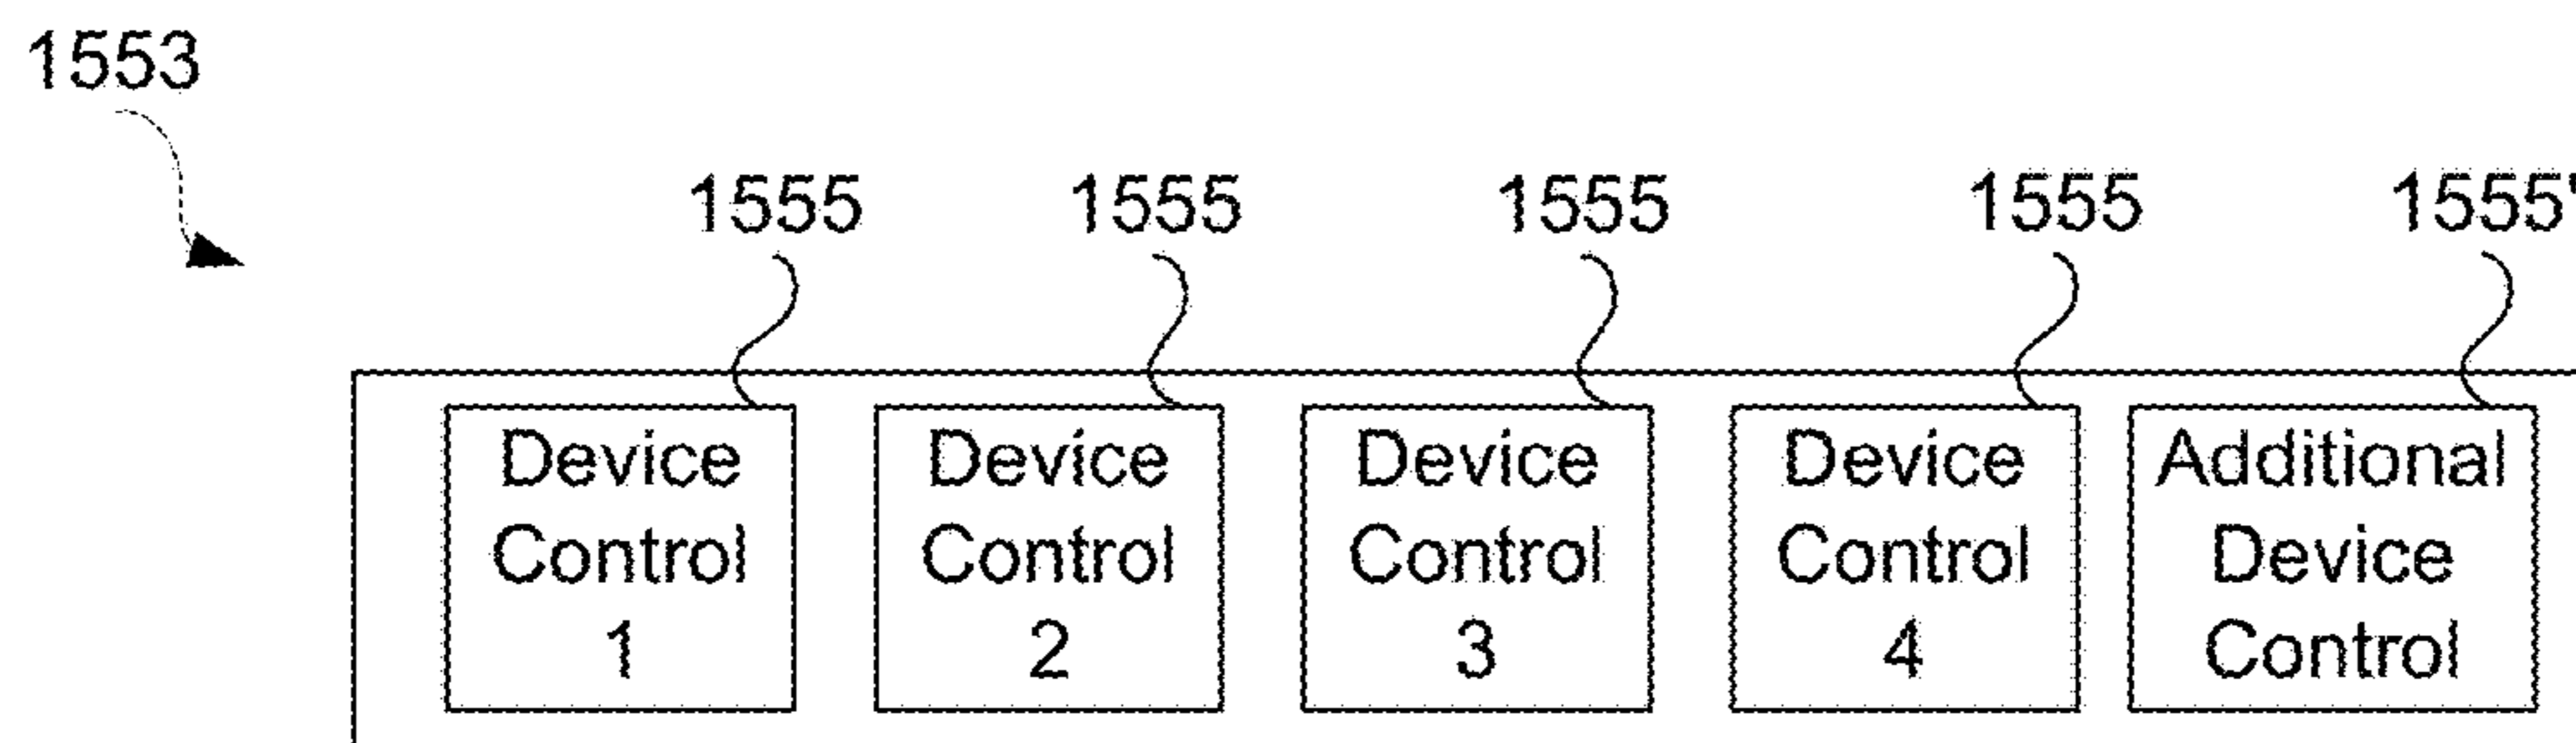 1553
1555 1555 1555 1555 1555'
Device
Control
1
Device
Control
2
Device
Control
3
Device
Control
4
Additional
Device
Control